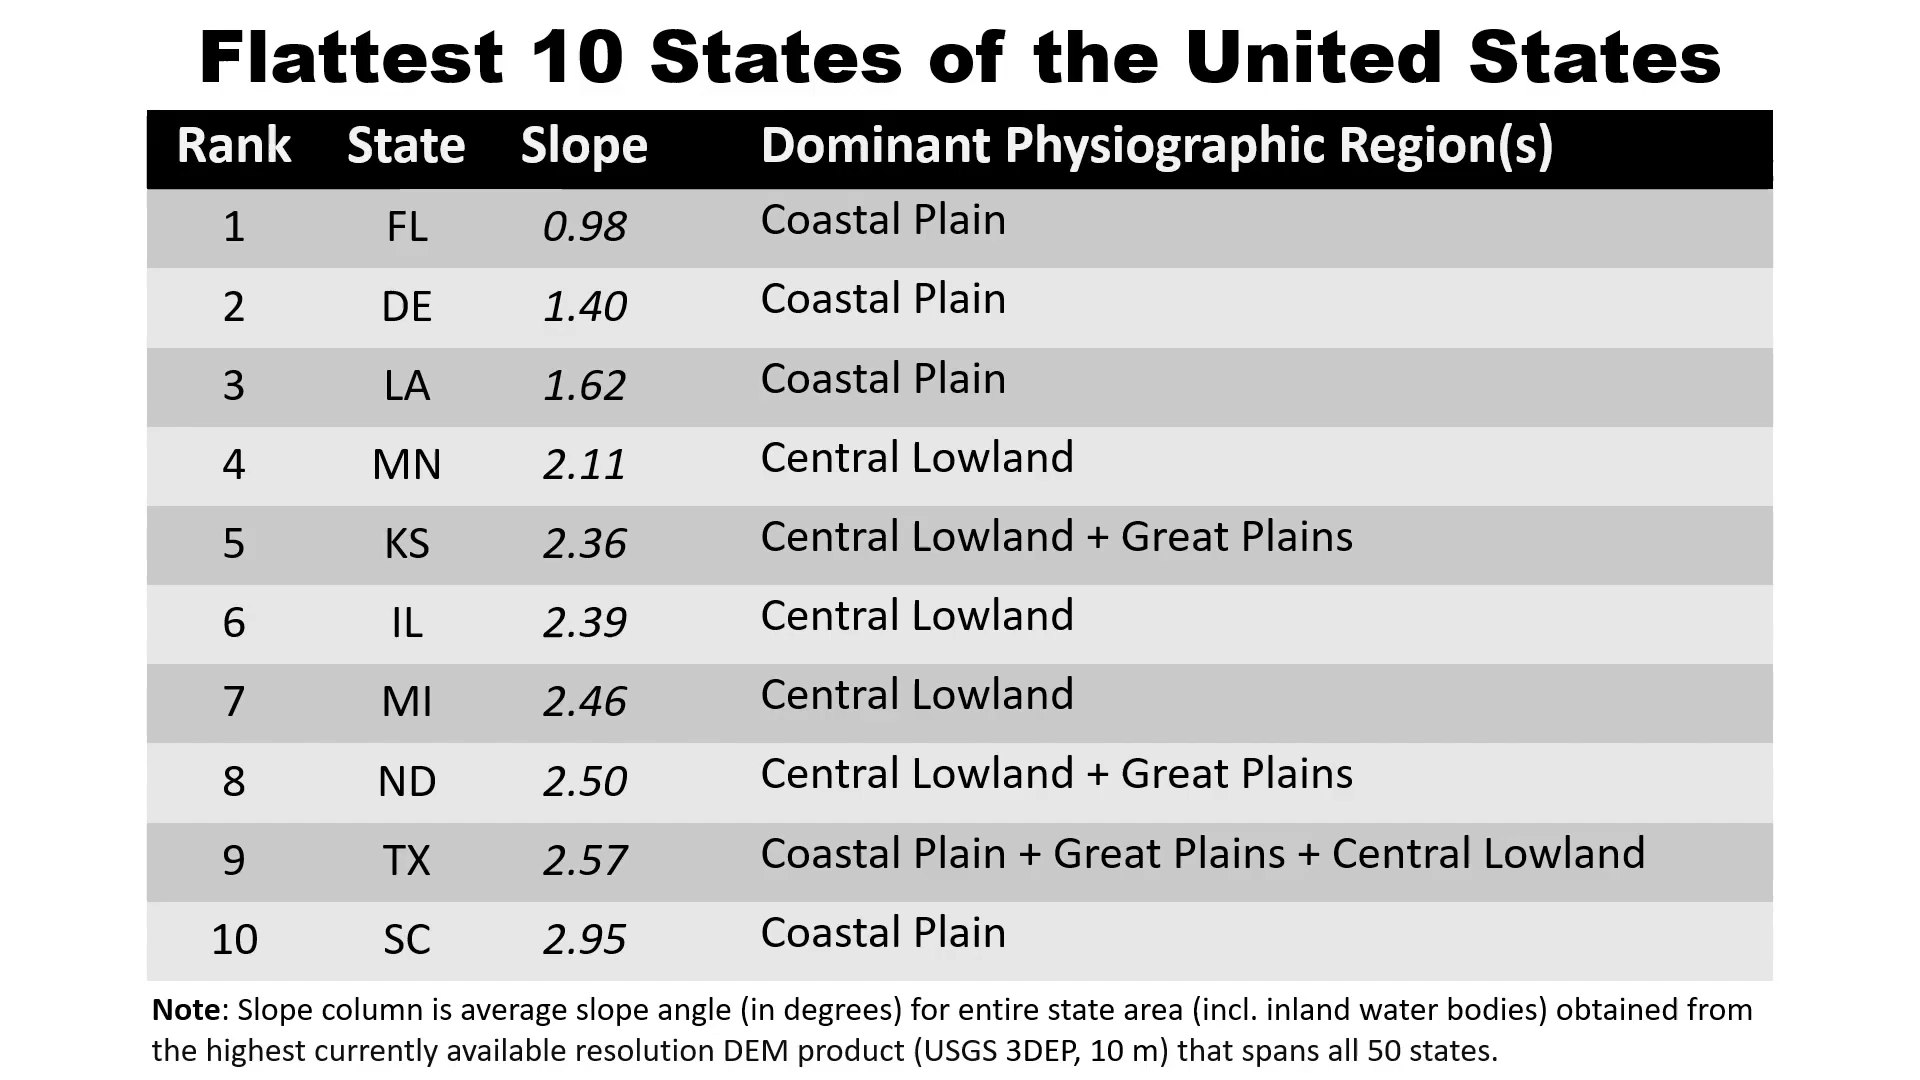 Flattest 10 States of the United States
Rank State Slope Dominant Physiographic Region(s)
1 FL 0.98 Coastal Plain
2 DE 1.40 Coastal Plain
3 LA 1.62 Coastal Plain
4 MN 2.11 Central Lowland
5 KS 2.36 Central Lowland + Great Plains
6 IL 2.39 Central Lowland
7 MI 2.46 Central Lowland
8 ND 2.50 Central Lowland + Great Plains
9 TX 2.57 Coastal Plain + Great Plains + Central Lowland
10 SC 2.95 Coastal Plain
Note: Slope column is average slope angle (in degrees) for entire state area (incl. inland water bodies) obtained from
the highest currently available resolution DEM product (USGS 3DEP, 10 m) that spans all 50 states.